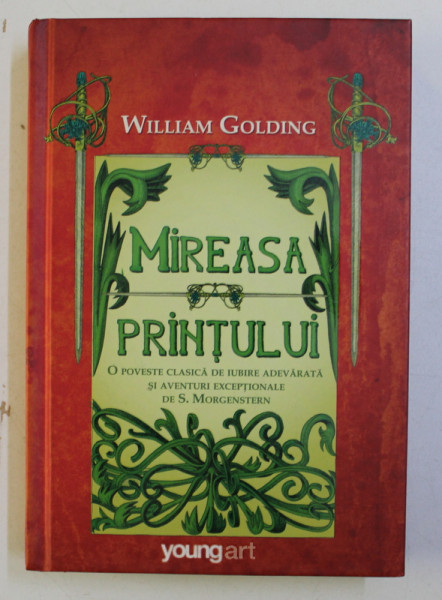 WILLIAM GOLDING
MIREASA
PRINȚULUI
O POVESTE CLASICĂ DE IUBIRE ADEVĂRATĂ
ȘI AVENTURI EXCEPȚIONALE
DE S. MORGENSTERN
youngart